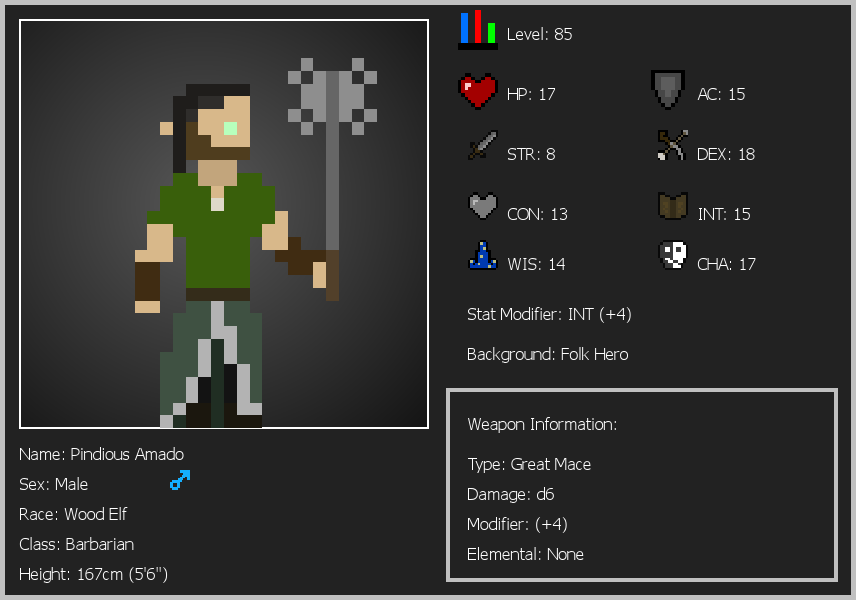 Level: 85
HP: 17
AC: 15
STR: 8
DEX: 18
CON: 13
INT: 15
WIS: 14
CHA: 17
Stat Modifier: INT (+4)
Background: Folk Hero
Weapon Information:
Type: Great Mace
Damage: d6
Modifier: (+4)
Elemental: None
Name: Pindious Amado
Sex: Male
Race: Wood Elf
Class: Barbarian
Height: 167cm (5'6")